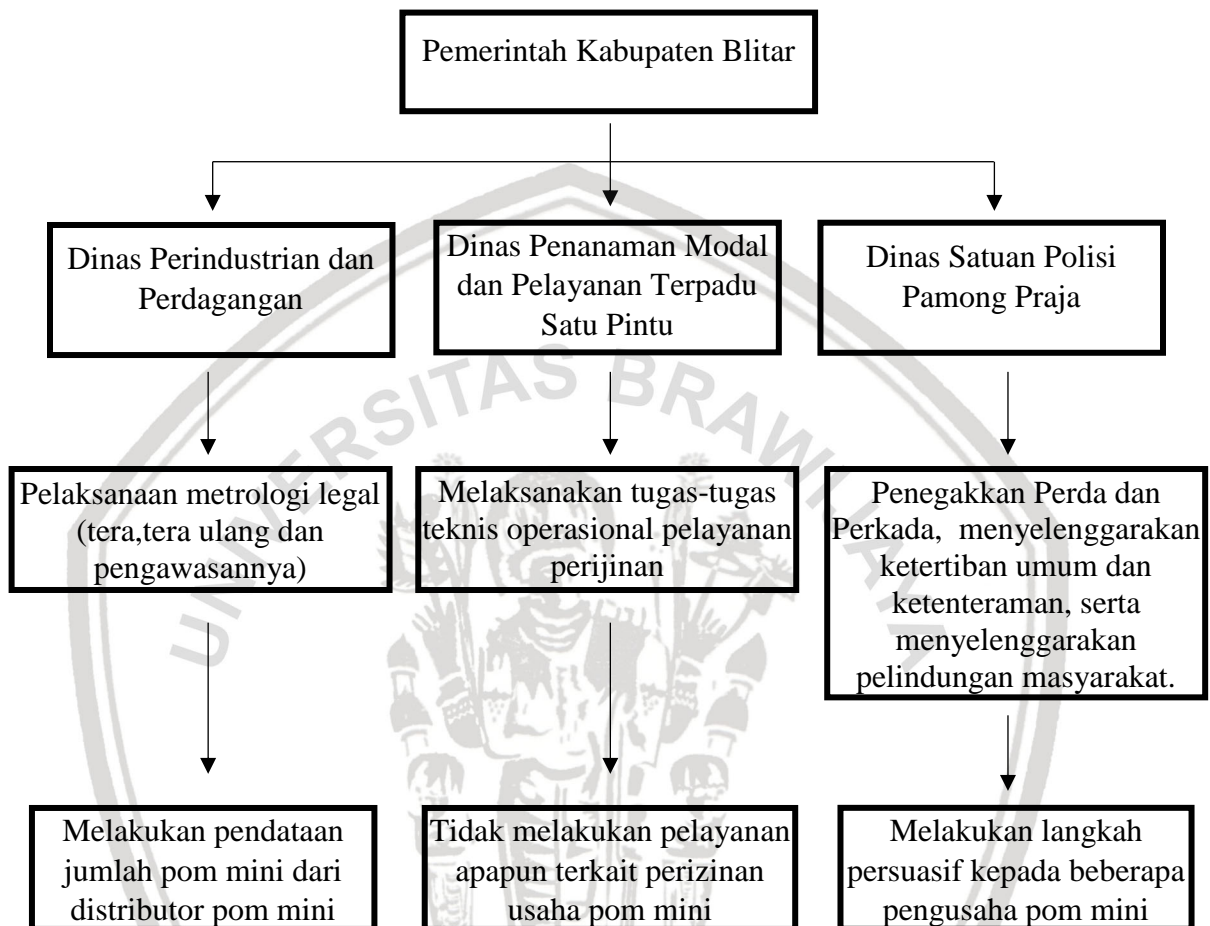 Pemerintah Kabupaten Blitar
Dinas Perindustrian dan
Perdagangan
Dinas Penanaman Modal
dan Pelayanan Terpadu
Satu Pintu
Dinas Satuan Polisi
Pamong Praja
UNIVERSITAS BRAWIJAYA
Pelaksanaan metrologi legal
(tera,tera ulang dan
pengawasannya)
Melaksanakan tugas-tugas
teknis operasional pelayanan
perijinan
Penegakkan Perda dan
Perkada, menyelenggarakan
ketertiban umum dan
ketenteraman, serta
menyelenggarakan
pelindungan masyarakat.
Melakukan pendataan
jumlah pom mini dari
distributor pom mini
Tidak melakukan pelayanan
apapun terkait perizinan
usaha pom mini
Melakukan langkah
persuasif kepada beberapa
pengusaha pom mini